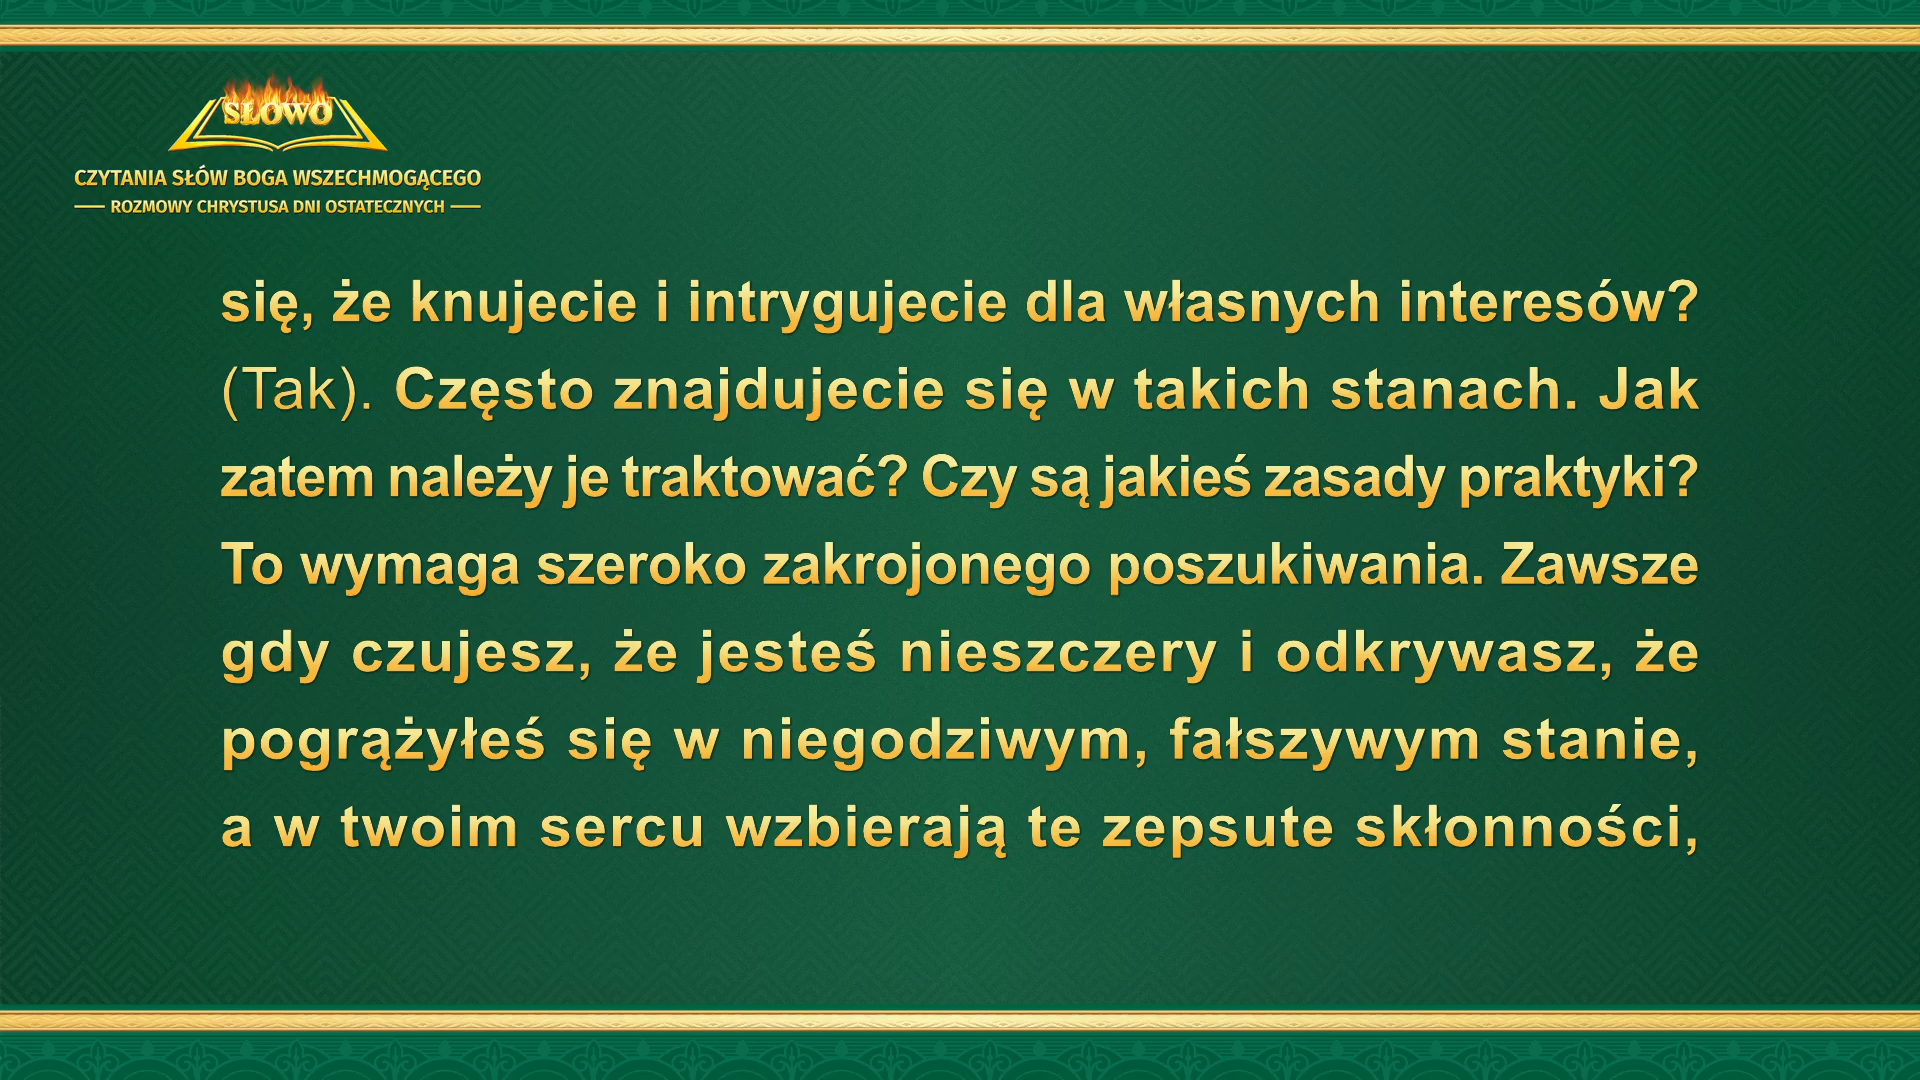 SŁOWO
CZYTANIA SŁÓW BOGA WSZECHMOGĄCEGO
ROZMOWY CHRYSTUSA DNI OSTATECZNYCH
się, że knujecie i intrygujecie dla własnych interesów?
(Tak). Często znajdujecie się w takich stanach. Jak
zatem należy je traktować? Czy są jakieś zasady praktyki?
To wymaga szeroko zakrojonego poszukiwania. Zawsze
gdy czujesz, że jesteś nieszczery i odkrywasz, że
pogrążyłeś się w niegodziwym, fałszywym stanie,
a w twoim sercu wzbierają te zepsute skłonności,